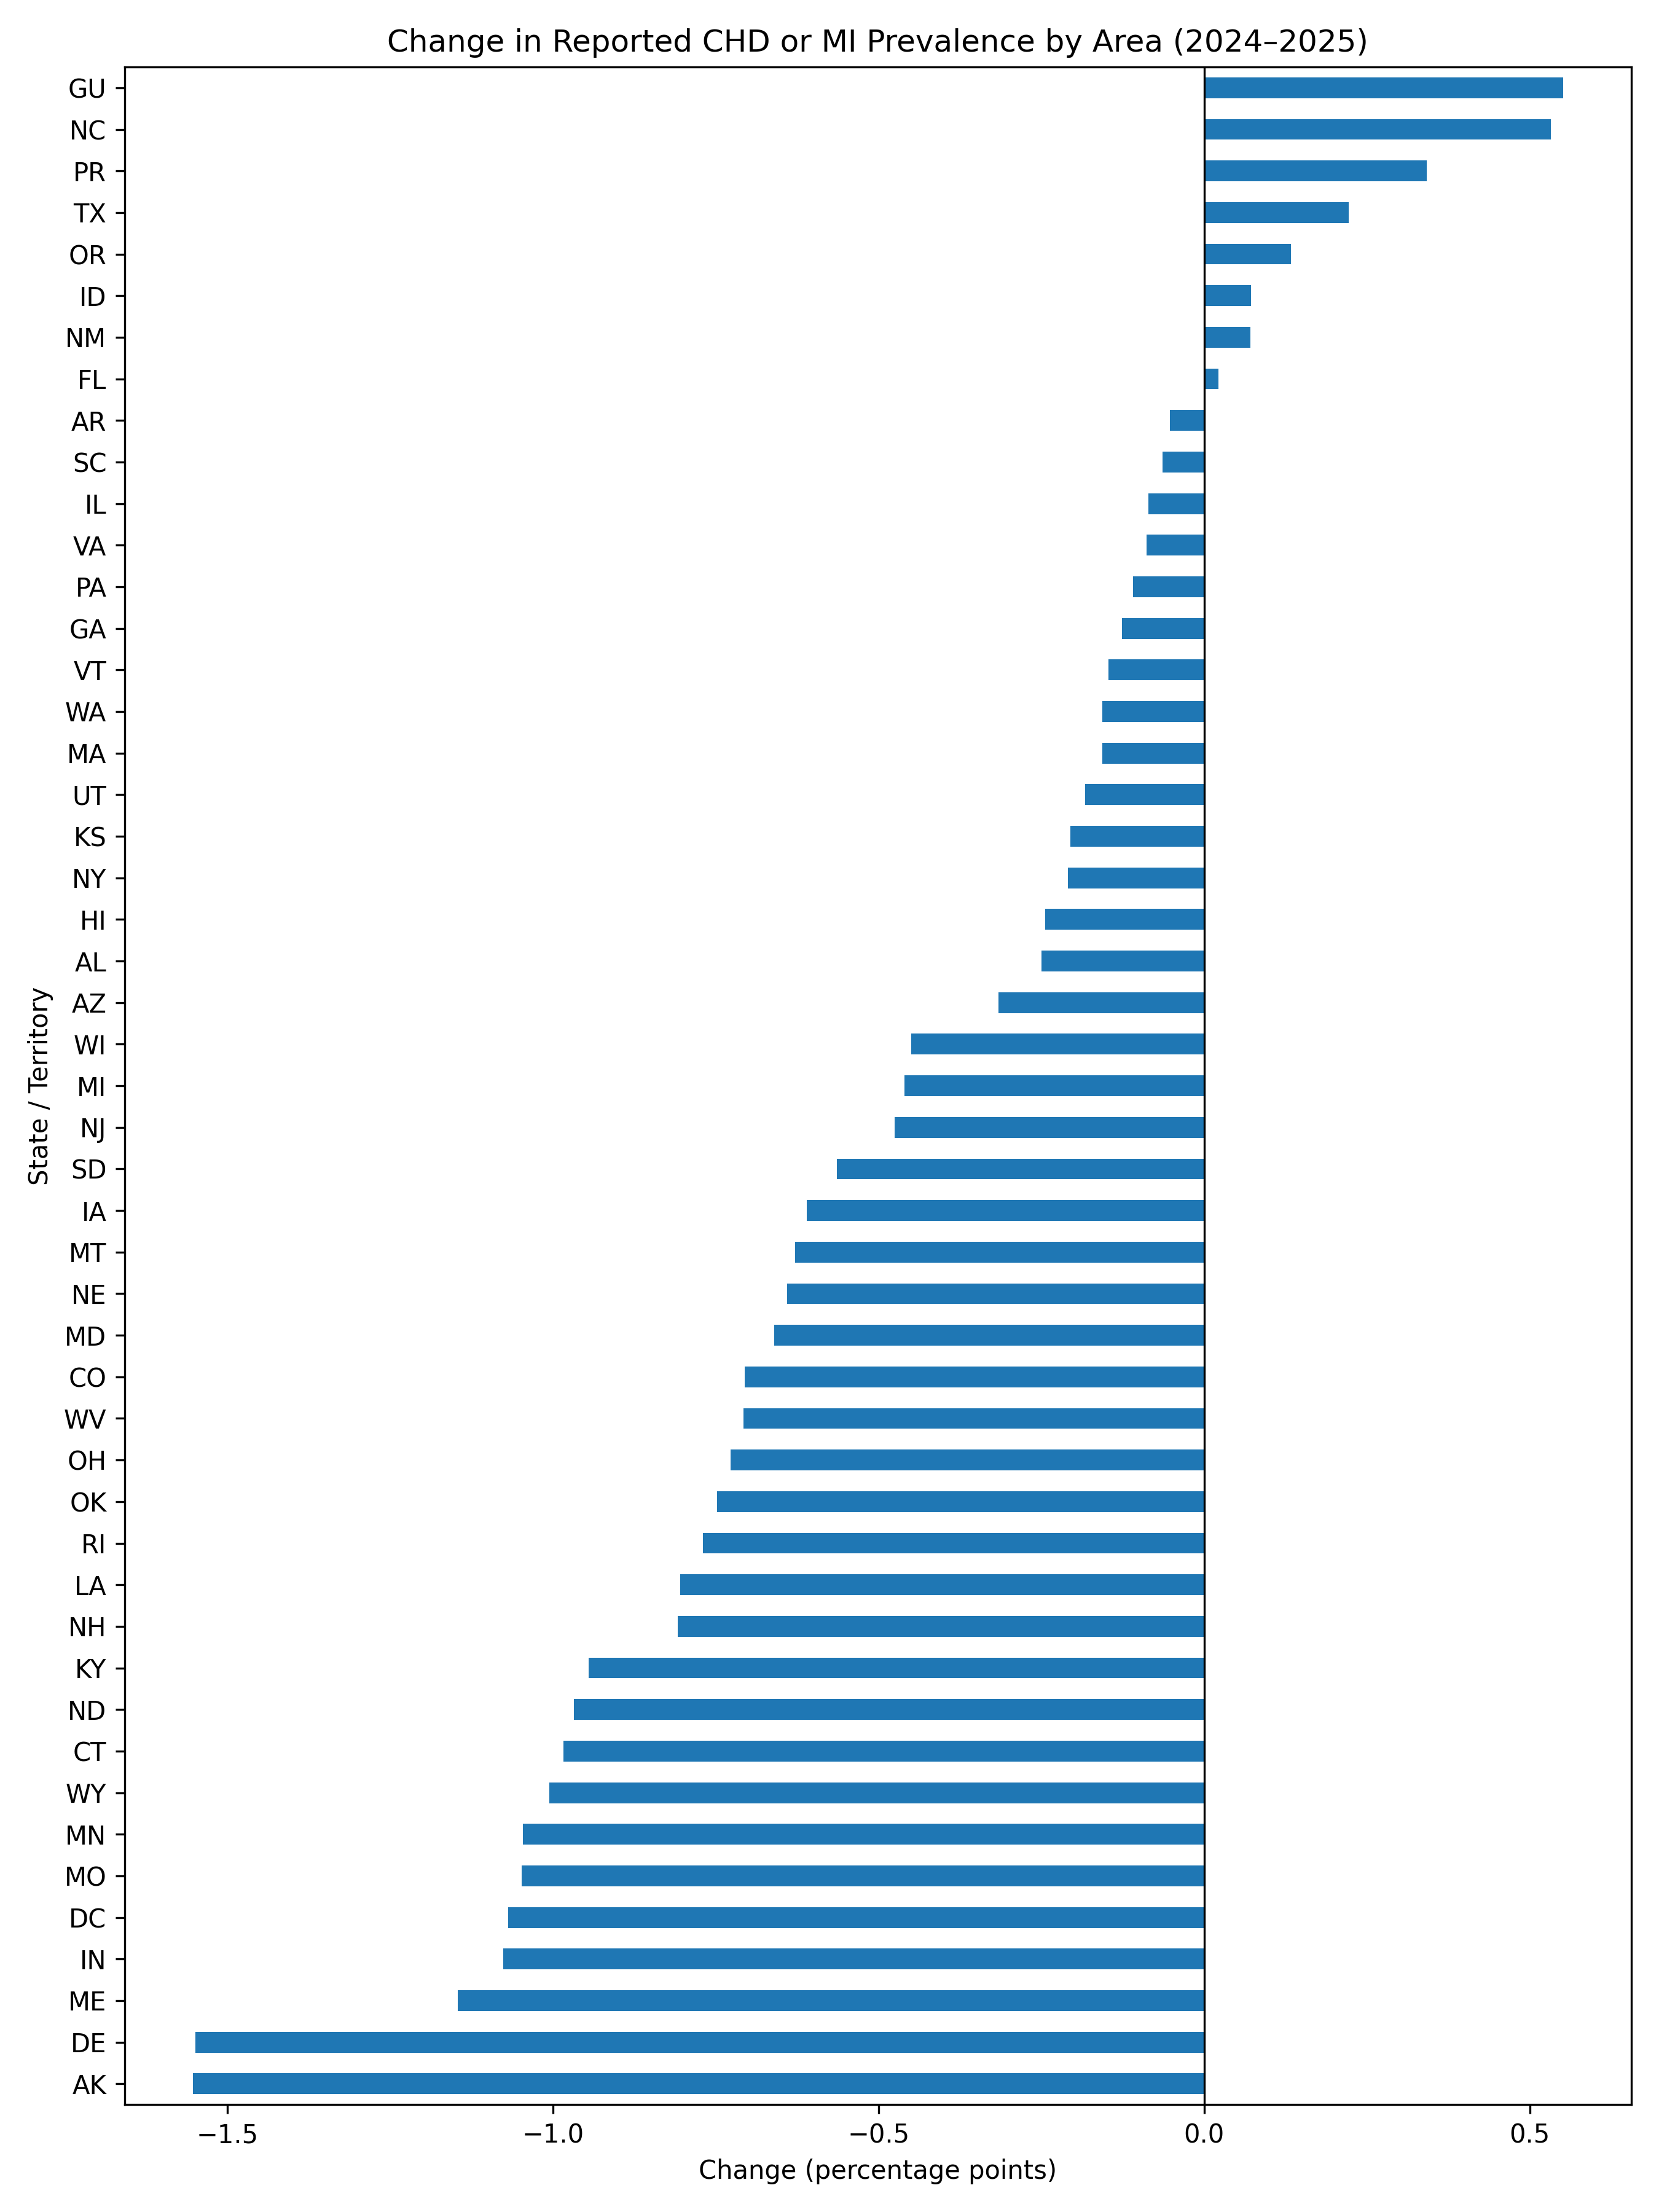 Change in Reported CHD or MI Prevalence by Area (2024–2025)
GU
NC
PR
TX
OR
ID
NM
FL
AR
SC
IL
VA
PA
GA
VT
WA
MA
UT
KS
NY
HI
AL
AZ
WI
MI
NJ
SD
IA
MT
NE
MD
CO
WV
OH
OK
RI
LA
NH
KY
ND
CT
WY
MN
MO
DC
IN
ME
DE
AK
State / Territory
−1.5 −1.0 −0.5 0.0 0.5
Change (percentage points)